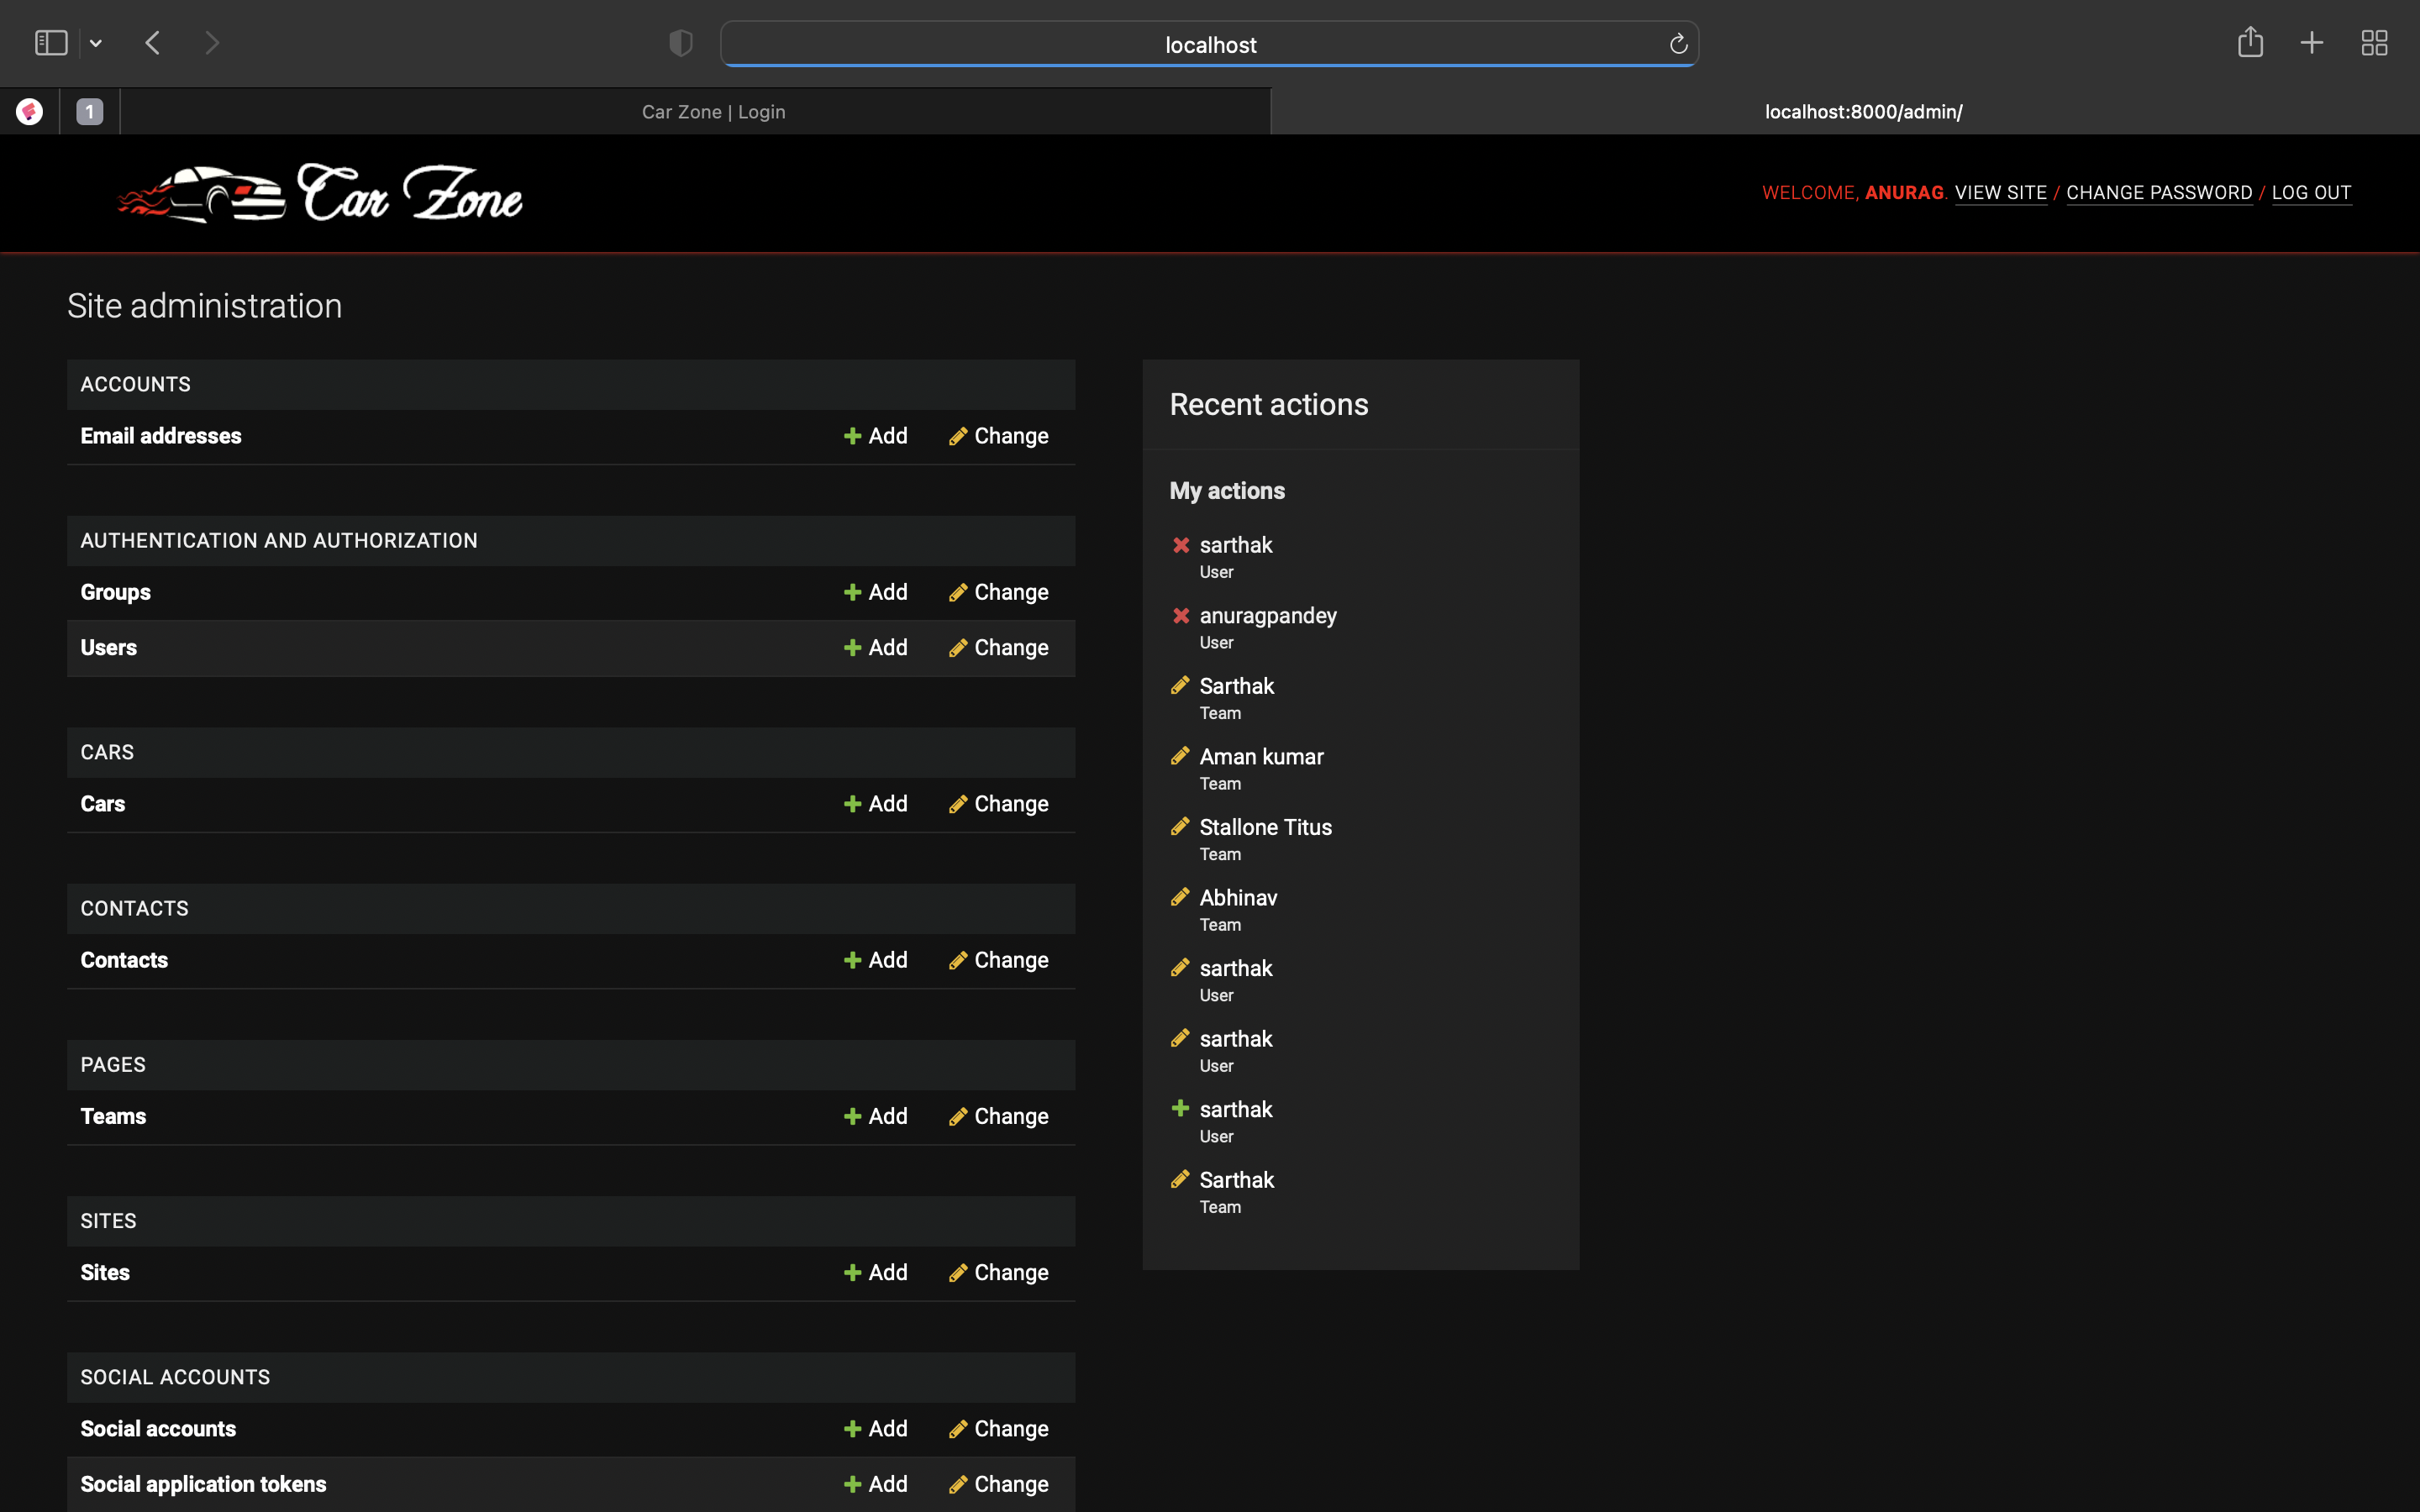 localhost
1
Car Zone | Login
localhost:8000/admin/
Car Zone
WELCOME, ANURAG. VIEW SITE / CHANGE PASSWORD / LOG OUT
Site administration
ACCOUNTS
Email addresses Add Change
AUTHENTICATION AND AUTHORIZATION
Groups Add Change
Users Add Change
CARS
Cars Add Change
CONTACTS
Contacts Add Change
PAGES
Teams Add Change
SITES
Sites Add Change
SOCIAL ACCOUNTS
Social accounts Add Change
Social application tokens Add Change
Recent actions
My actions
sarthak
User
anuragpandey
User
Sarthak
Team
Aman kumar
Team
Stallone Titus
Team
Abhinav
Team
sarthak
User
sarthak
User
sarthak
User
Sarthak
Team